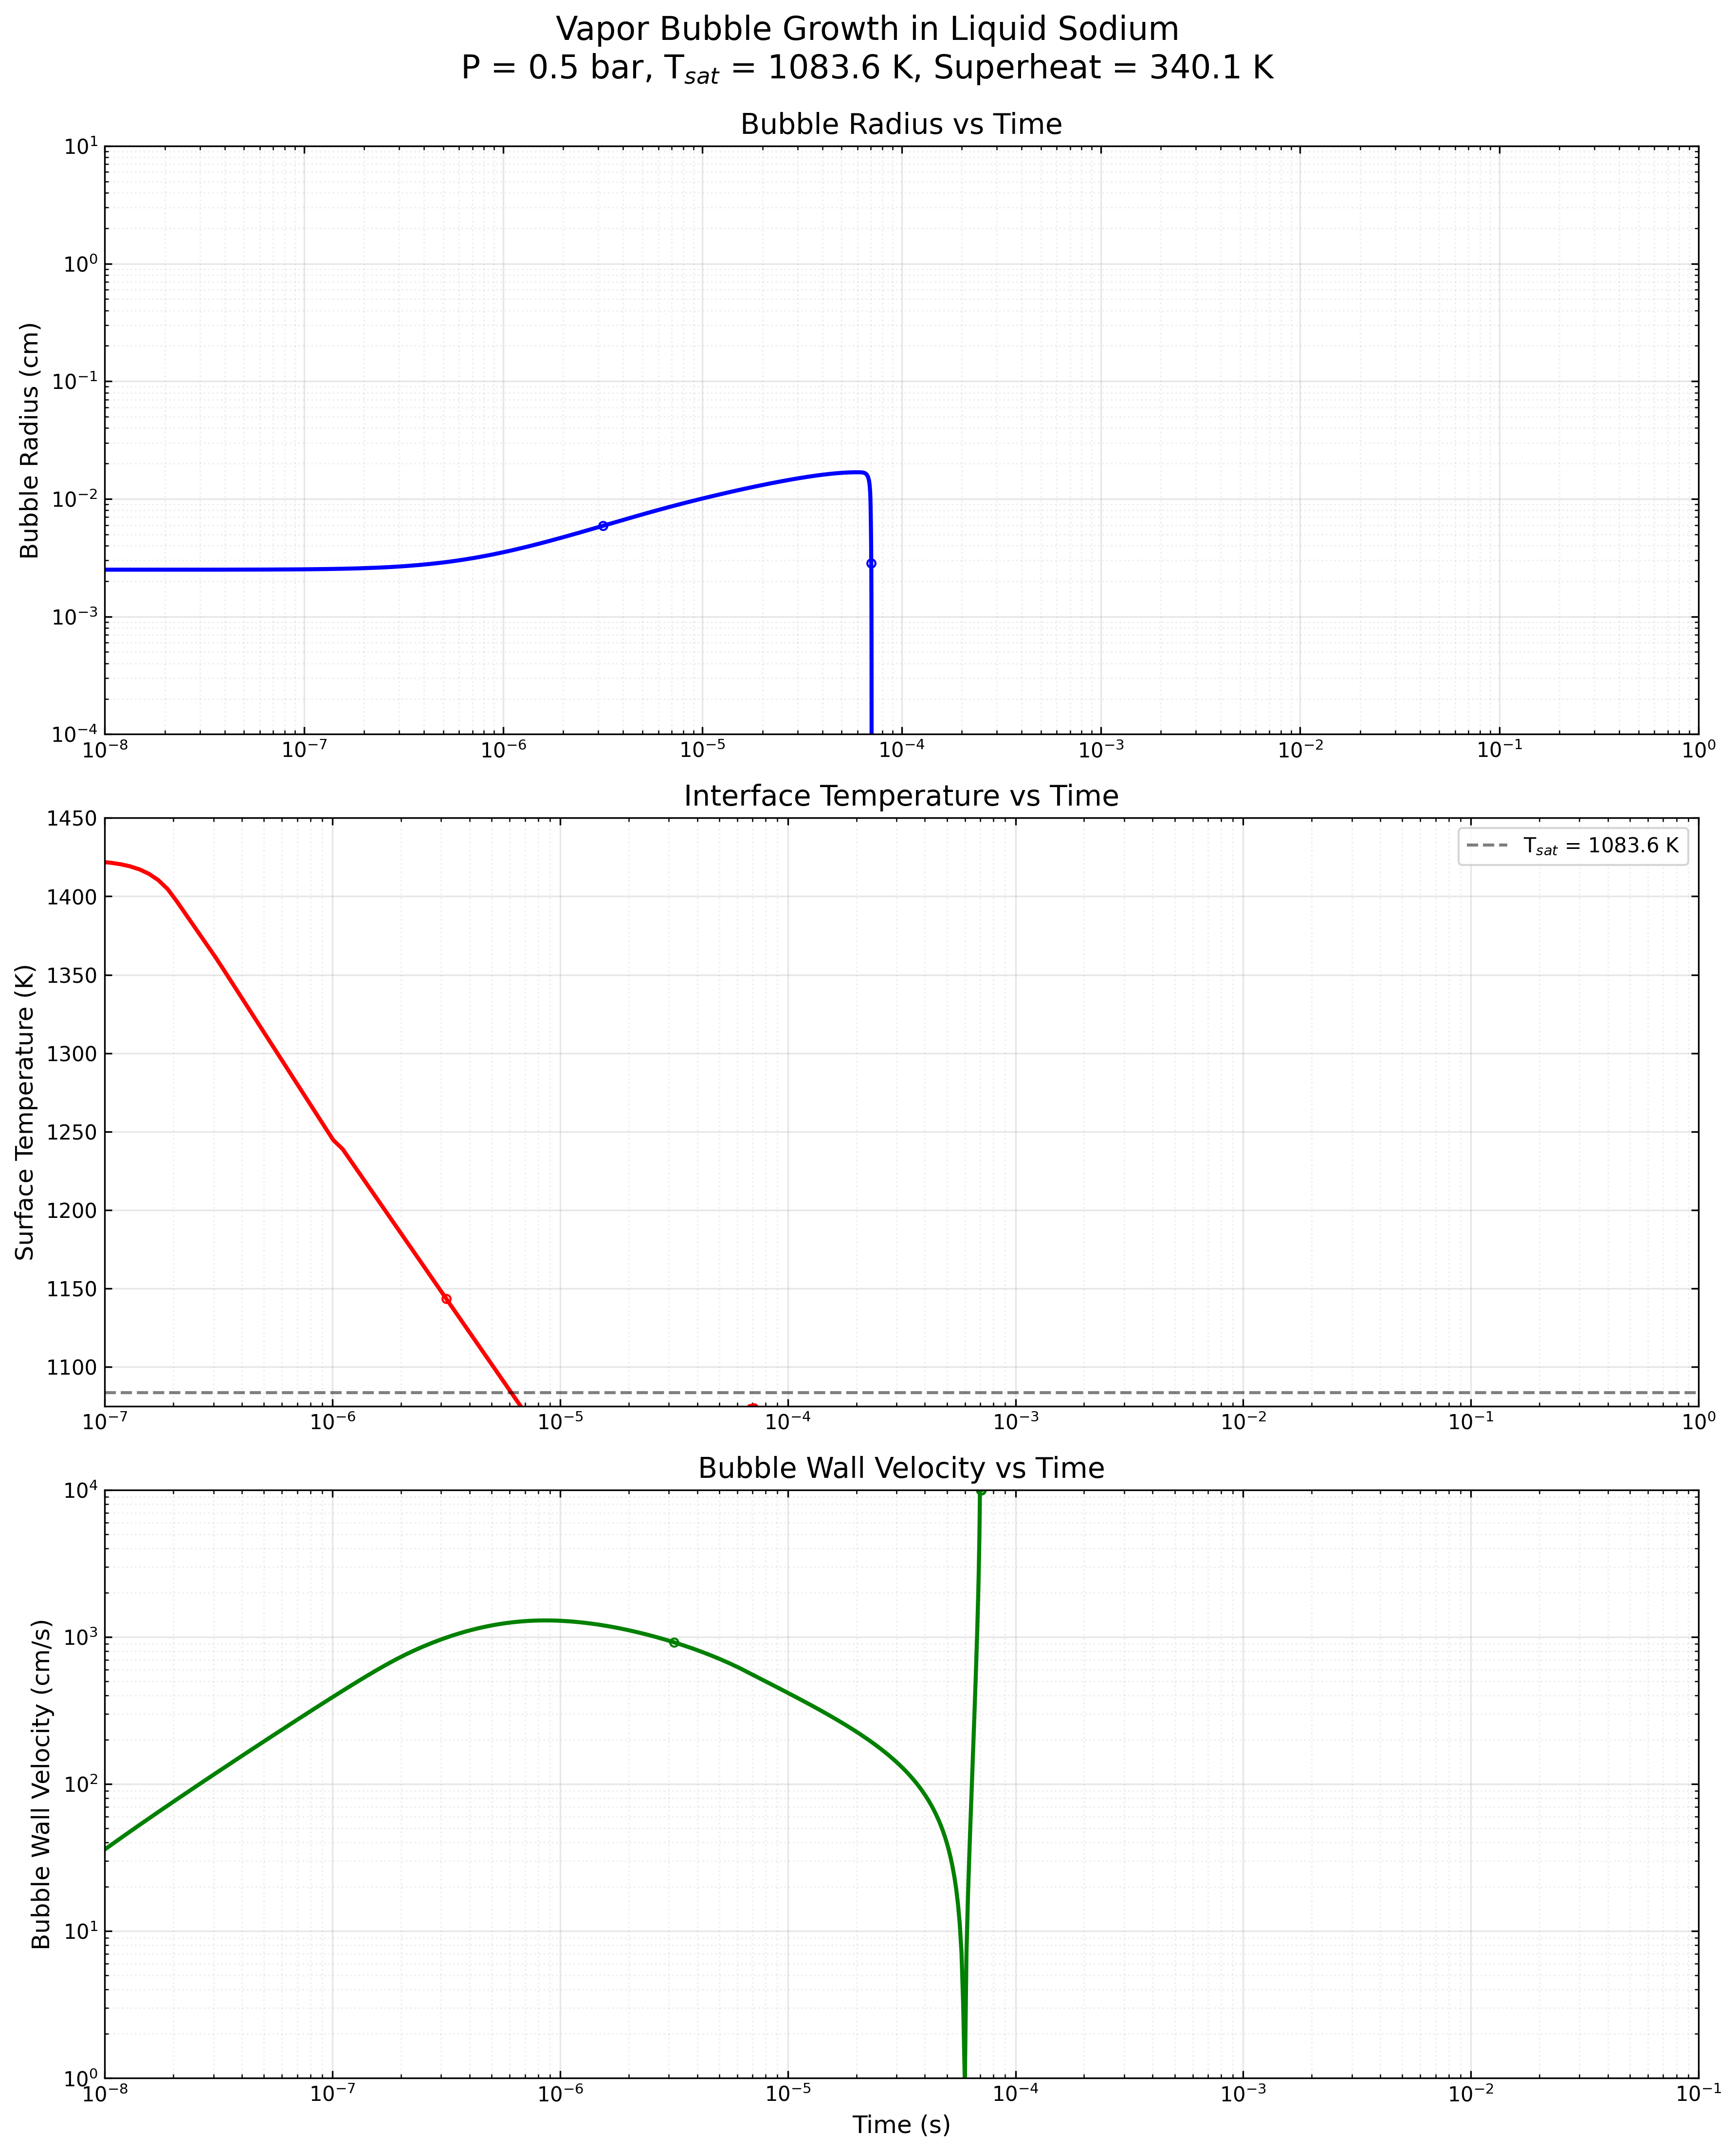 Vapor Bubble Growth in Liquid Sodium
P = 0.5 bar, T_sat = 1083.6 K, Superheat = 340.1 K
Bubble Radius vs Time
Bubble Radius (cm)
10^1
10^0
10^-1
10^-2
10^-3
10^-4
10^-8 10^-7 10^-6 10^-5 10^-4 10^-3 10^-2 10^-1 10^0
Interface Temperature vs Time
Surface Temperature (K)
1450
1400
1350
1300
1250
1200
1150
1100
T_sat = 1083.6 K
10^-7 10^-6 10^-5 10^-4 10^-3 10^-2 10^-1 10^0
Bubble Wall Velocity vs Time
Bubble Wall Velocity (cm/s)
10^4
10^3
10^2
10^1
10^0
10^-8 10^-7 10^-6 10^-5 10^-4 10^-3 10^-2 10^-1
Time (s)